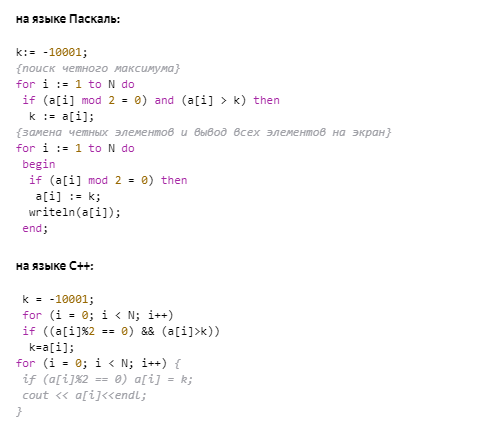 на языке Паскаль:
k:= -10001;
{поиск четного максимума}
for i := 1 to N do
if (a[i] mod 2 = 0) and (a[i] > k) then
k := a[i];
{замена четных элементов и вывод всех элементов на экран}
for i := 1 to N do
begin
if (a[i] mod 2 = 0) then
a[i] := k;
writeln(a[i]);
end;
на языке C++:
k = -10001;
for (i = 0; i < N; i++)
if ((a[i]%2 == 0) && (a[i]>k))
k=a[i];
for (i = 0; i < N; i++) {
if (a[i]%2 == 0) a[i] = k;
cout << a[i]<<endl;
}